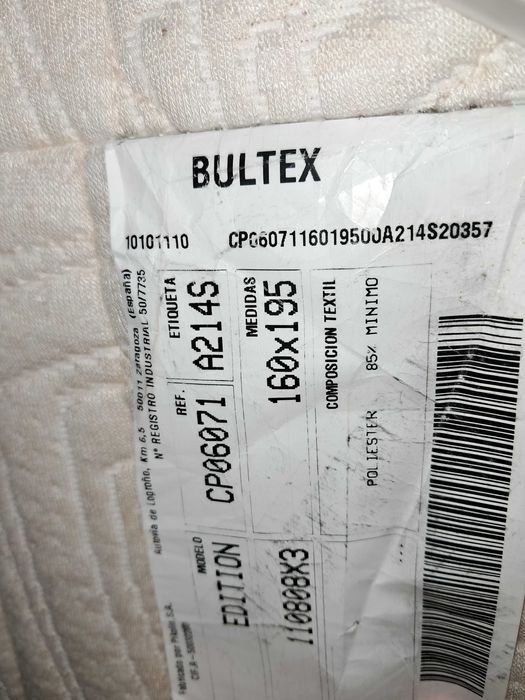 BULTEX
10101110 CP0607116019500A214S20357
Fabricado por Pikolin S.A. Autovía de Logroño, Km 6,5 50011 Zaragoza (España)
Nº REGISTRO INDUSTRIAL 50/7735
MODELO REF. ETIQUETA
EDITION CP06071 A214S
MEDIDAS
110808X3 160x195
COMPOSICION TEXTIL
POLIESTER 85% MINIMO